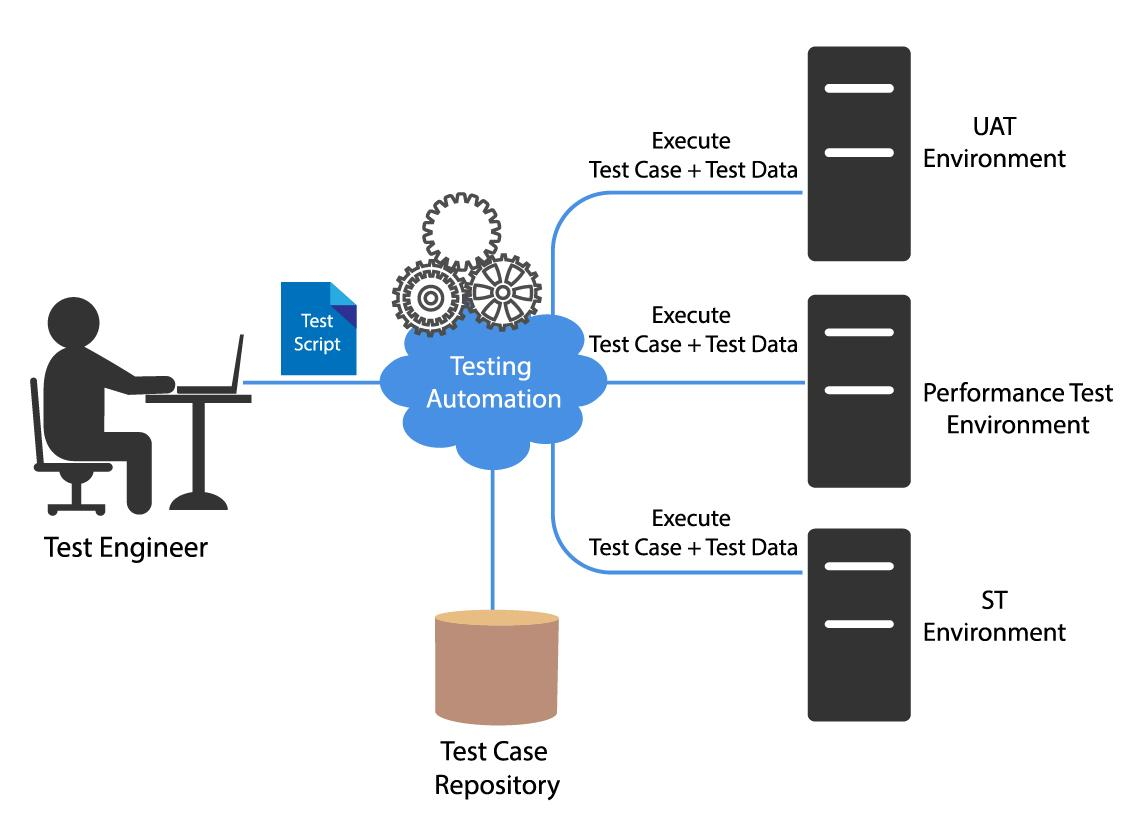 Execute
Test Case + Test Data
UAT
Environment
Test
Script
Testing
Automation
Execute
Test Case + Test Data
Performance Test
Environment
Test Engineer
Execute
Test Case + Test Data
ST
Environment
Test Case
Repository